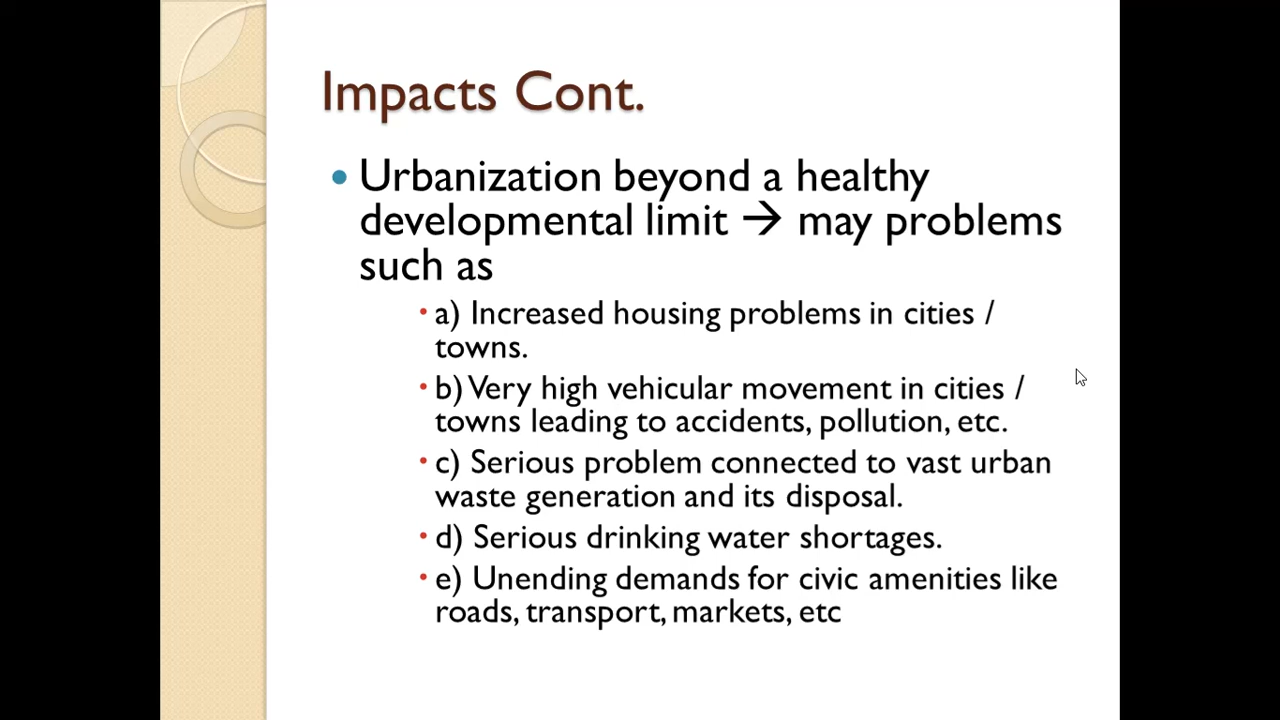 Impacts Cont.
• Urbanization beyond a healthy
developmental limit → may problems
such as
• a) Increased housing problems in cities /
towns.
• b) Very high vehicular movement in cities /
towns leading to accidents, pollution, etc.
• c) Serious problem connected to vast urban
waste generation and its disposal.
• d) Serious drinking water shortages.
• e) Unending demands for civic amenities like
roads, transport, markets, etc